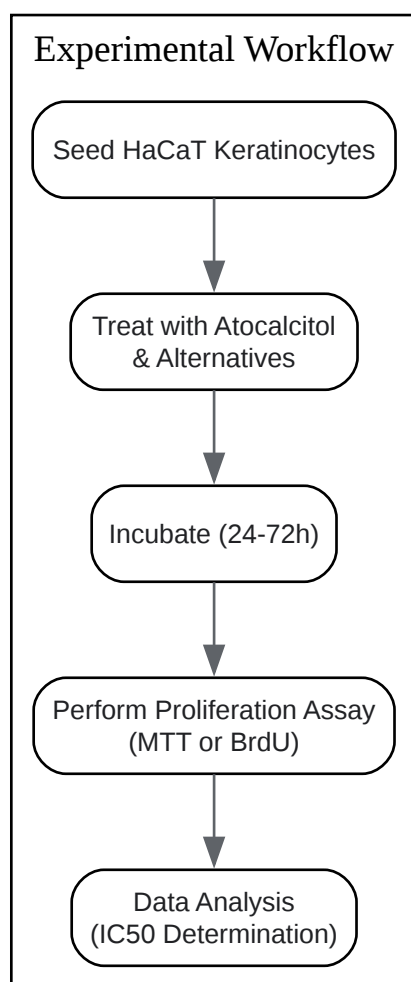 Experimental Workflow
Seed HaCaT Keratinocytes
Treat with Atocalcitol
& Alternatives
Incubate (24-72h)
Perform Proliferation Assay
(MTT or BrdU)
Data Analysis
(IC50 Determination)